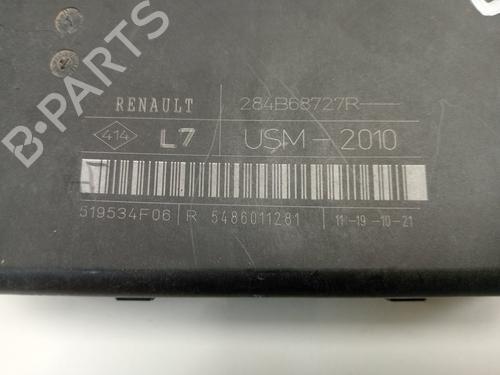 RENAULT 284B68727R----
414 L7 USM-2010
519534F06 R 5486011281 11-19-10-21
B-PARTS